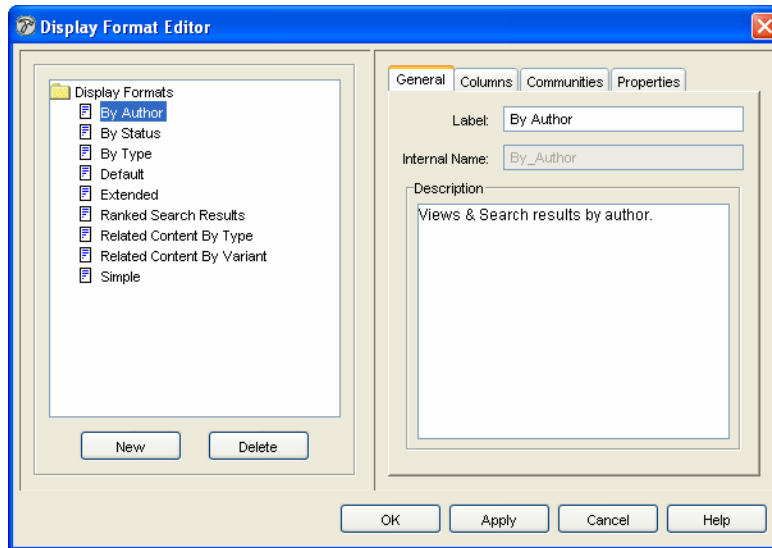 Display Format Editor
Display Formats
By Author
By Status
By Type
Default
Extended
Ranked Search Results
Related Content By Type
Related Content By Variant
Simple
New Delete
General Columns Communities Properties
Label: By Author
Internal Name: By_Author
Description
Views & Search results by author.
OK Apply Cancel Help